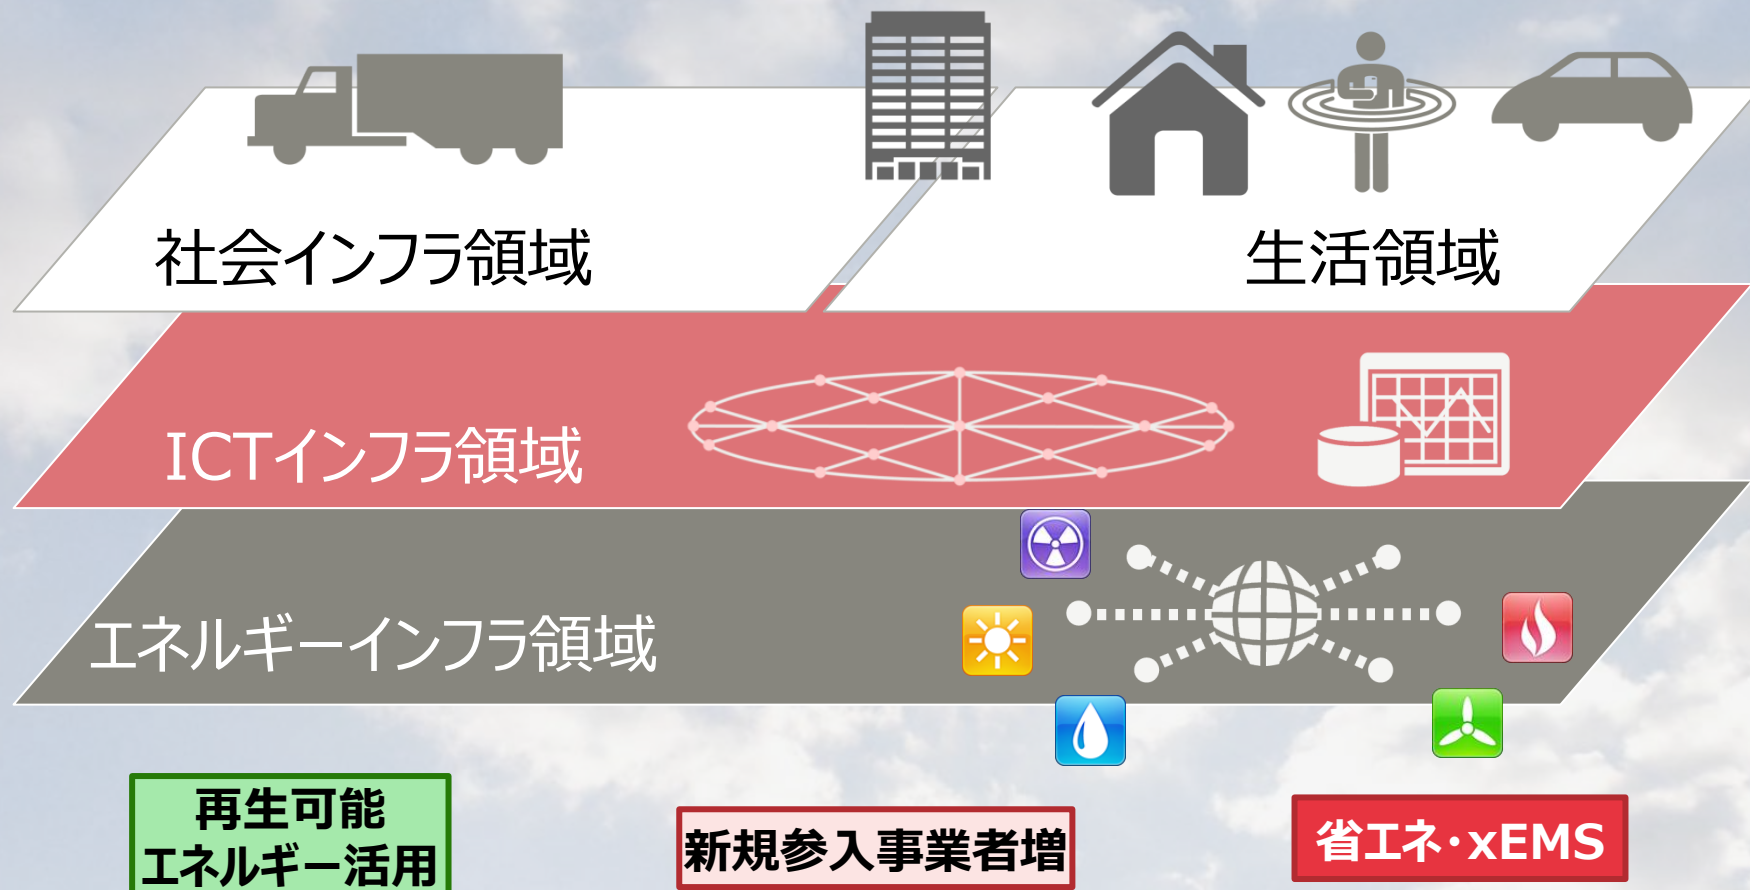 社会インフラ領域
生活領域
ICTインフラ領域
エネルギーインフラ領域
再生可能
エネルギー活用
新規参入事業者増
省エネ・xEMS